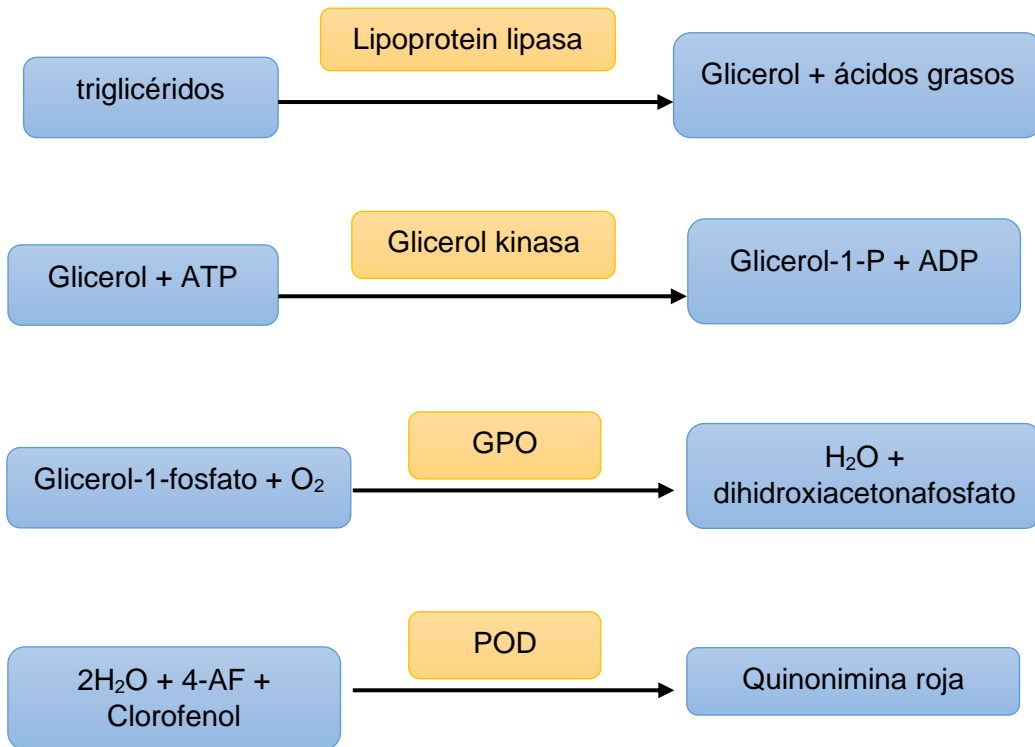 Lipoprotein lipasa
triglicéridos
Glicerol + ácidos grasos
Glicerol kinasa
Glicerol + ATP
Glicerol-1-P + ADP
GPO
Glicerol-1-fosfato + O₂
H₂O +
dihidroxiacetonafosfato
POD
2H₂O + 4-AF +
Clorofenol
Quinonimina roja